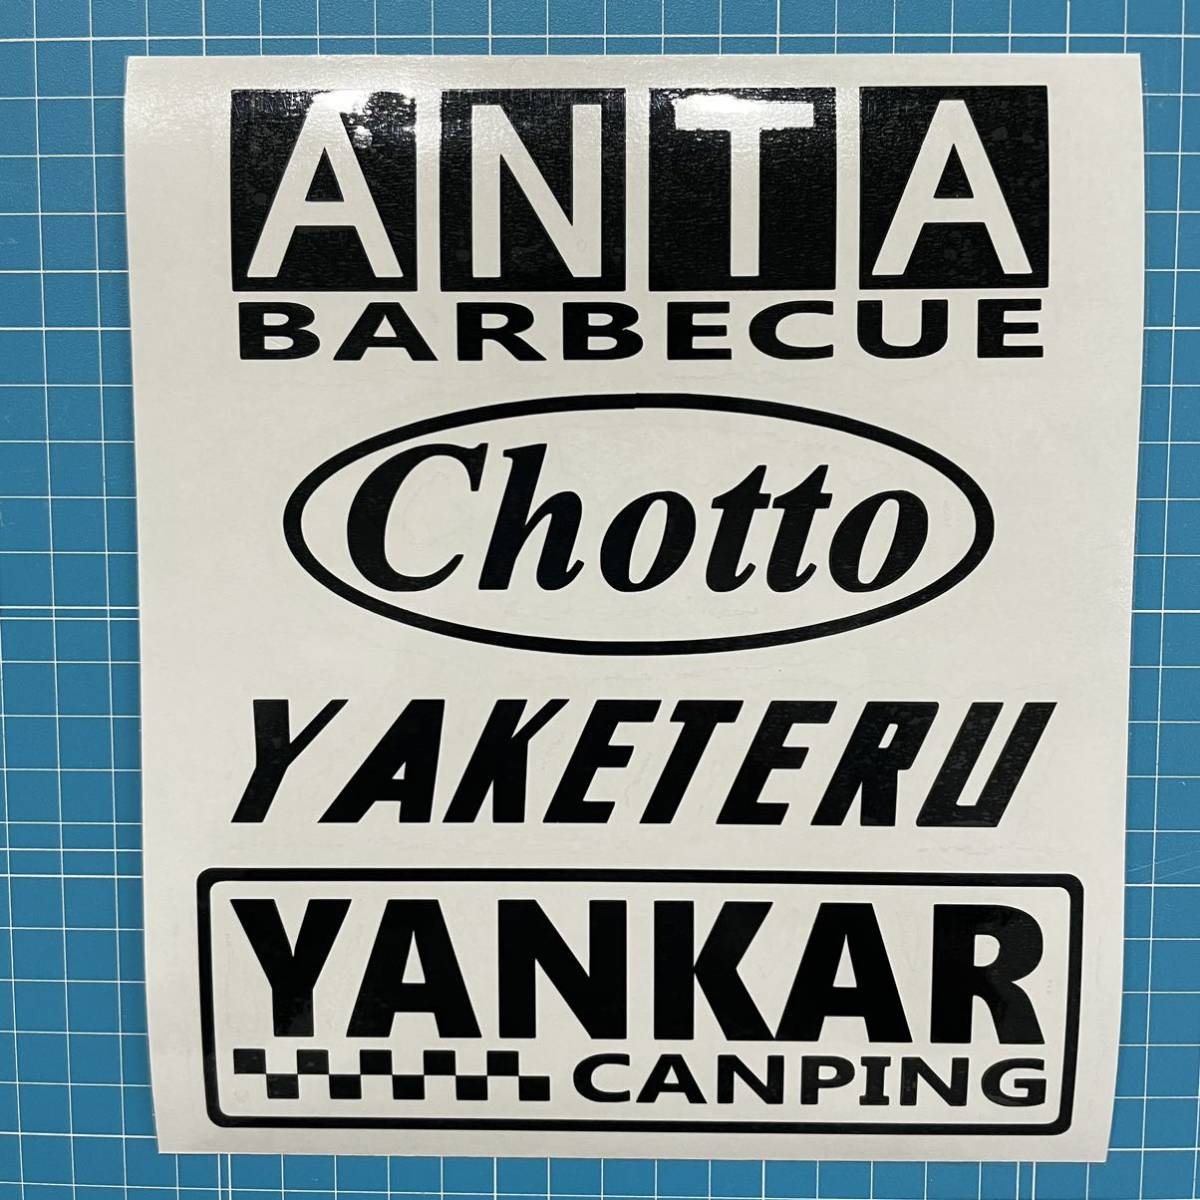 ANTA
BARBECUE
Chotto
YAKETERU
YANKAR
CANPING